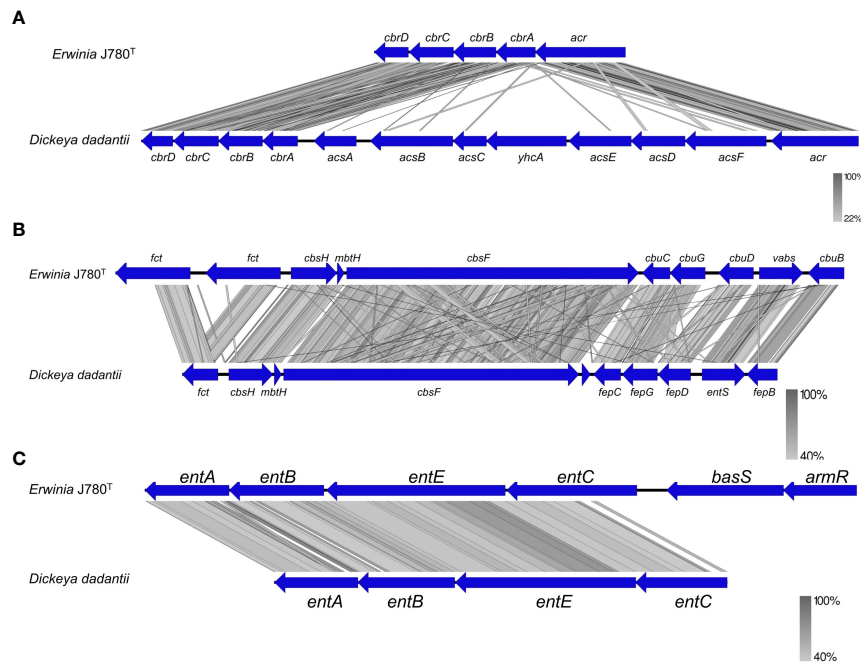 A
cbrD cbrC cbrB cbrA acr
Erwinia J780ᵀ
Dickeya dadantii
cbrD cbrC cbrB cbrA acsA acsB acsC yhcA acsE acsD acsF acr
100%
22%
B
fct fct cbsH mbtH cbsF cbuC cbuG cbuD vabs cbuB
Erwinia J780ᵀ
Dickeya dadantii
fct cbsH mbtH cbsF fepC fepG fepD entS fepB
100%
40%
C
entA entB entE entC basS armR
Erwinia J780ᵀ
Dickeya dadantii
entA entB entE entC
100%
40%